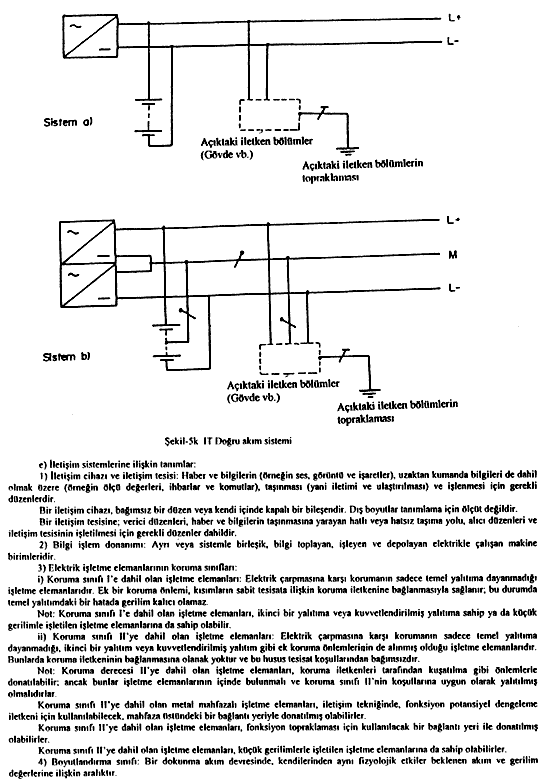 L+
L-
Sistem a)
Açıktaki iletken bölümler
(Gövde vb.)
Açıktaki iletken bölümlerin
topraklaması
L+
M
L-
Sistem b)
Açıktaki iletken bölümler
(Gövde vb.)
Açıktaki iletken bölümlerin
topraklaması
Şekil-5k IT Doğru akım sistemi
e) İletişim sistemlerine ilişkin tanımlar:
1) İletişim cihazı ve iletişim tesisi: Haber ve bilgilerin (örneğin ses, görüntü ve işaretler), uzaktan kumanda bilgileri de dahil
olmak üzere (örneğin ölçü değerleri, ihbarlar ve komutlar), taşınması (yani iletimi ve ulaştırılması) ve işlenmesi için gerekli
düzenlerdir.
Bir iletişim cihazı, bağımsız bir düzen veya kendi içinde kapalı bir bileşendir. Dış boyutlar tanımlama için ölçüt değildir.
Bir iletişim tesisine; verici düzenleri, haber ve bilgilerin taşınmasına yarayan hatlı veya hatsız taşıma yolu, alıcı düzenleri ve
iletişim tesisinin işletilmesi için gerekli düzenler dahildir.
2) Bilgi işlem donanımı: Ayrı veya sistemle birleşik, bilgi toplayan, işleyen ve depolayan elektrikle çalışan makine
birimleridir.
3) Elektrik işletme elemanlarının koruma sınıfları:
i) Koruma sınıfı I'e dahil olan işletme elemanları: Elektrik çarpmasına karşı korumanın sadece temel yalıtıma dayanmadığı
işletme elemanlarıdır. Ek bir koruma önlemi, kısımların sabit tesisata ilişkin koruma iletkenine bağlanmasıyla sağlanır; bu durumda
temel yalıtımdaki bir hatada gerilim kalıcı olamaz.
Not: Koruma sınıfı I'e dahil olan işletme elemanları, ikinci bir yalıtıma veya kuvvetlendirilmiş yalıtıma sahip ya da küçük
gerilimle işletilen işletme elemanlarına da sahip olabilir.
ii) Koruma sınıfı II'ye dahil olan işletme elemanları: Elektrik çarpmasına karşı korumanın sadece temel yalıtıma
dayanmadığı, ikinci bir yalıtım veya kuvvetlendirilmiş yalıtım gibi ek koruma önlemlerinin de alınmış olduğu işletme elemanlarıdır.
Bunlarda koruma iletkeninin bağlanmasına olanak yoktur ve bu husus tesisat koşullarından bağımsızdır.
Not: Koruma derecesi II'ye dahil olan işletme elemanları, koruma iletkenleri tarafından kuşatılma gibi önlemlerle
donatılabilir; ancak bunlar işletme elemanlarının içinde bulunmalı ve koruma sınıfı II'nin koşullarına uygun olarak yalıtılmış
olmalıdırlar.
Koruma sınıfı II'ye dahil olan metal mahfazalı işletme elemanları, iletişim tekniğinde, fonksiyon potansiyel dengeleme
iletkeni için kullanılabilecek, mahfaza üstündeki bir bağlantı yeriyle donatılmış olabilirler.
Koruma sınıfı II'ye dahil olan işletme elemanları, fonksiyon topraklaması için kullanılacak bir bağlantı yeri ile donatılmış
olabilirler.
Koruma sınıfı II'ye dahil olan işletme elemanları, küçük gerilimlerle işletilen işletme elemanlarına da sahip olabilirler.
4) Boyutlandırma sınıfı: Bir dokunma akım devresinde, kendilerinden aynı fizyolojik etkiler beklenen akım ve gerilim
değerlerine ilişkin aralıktır.